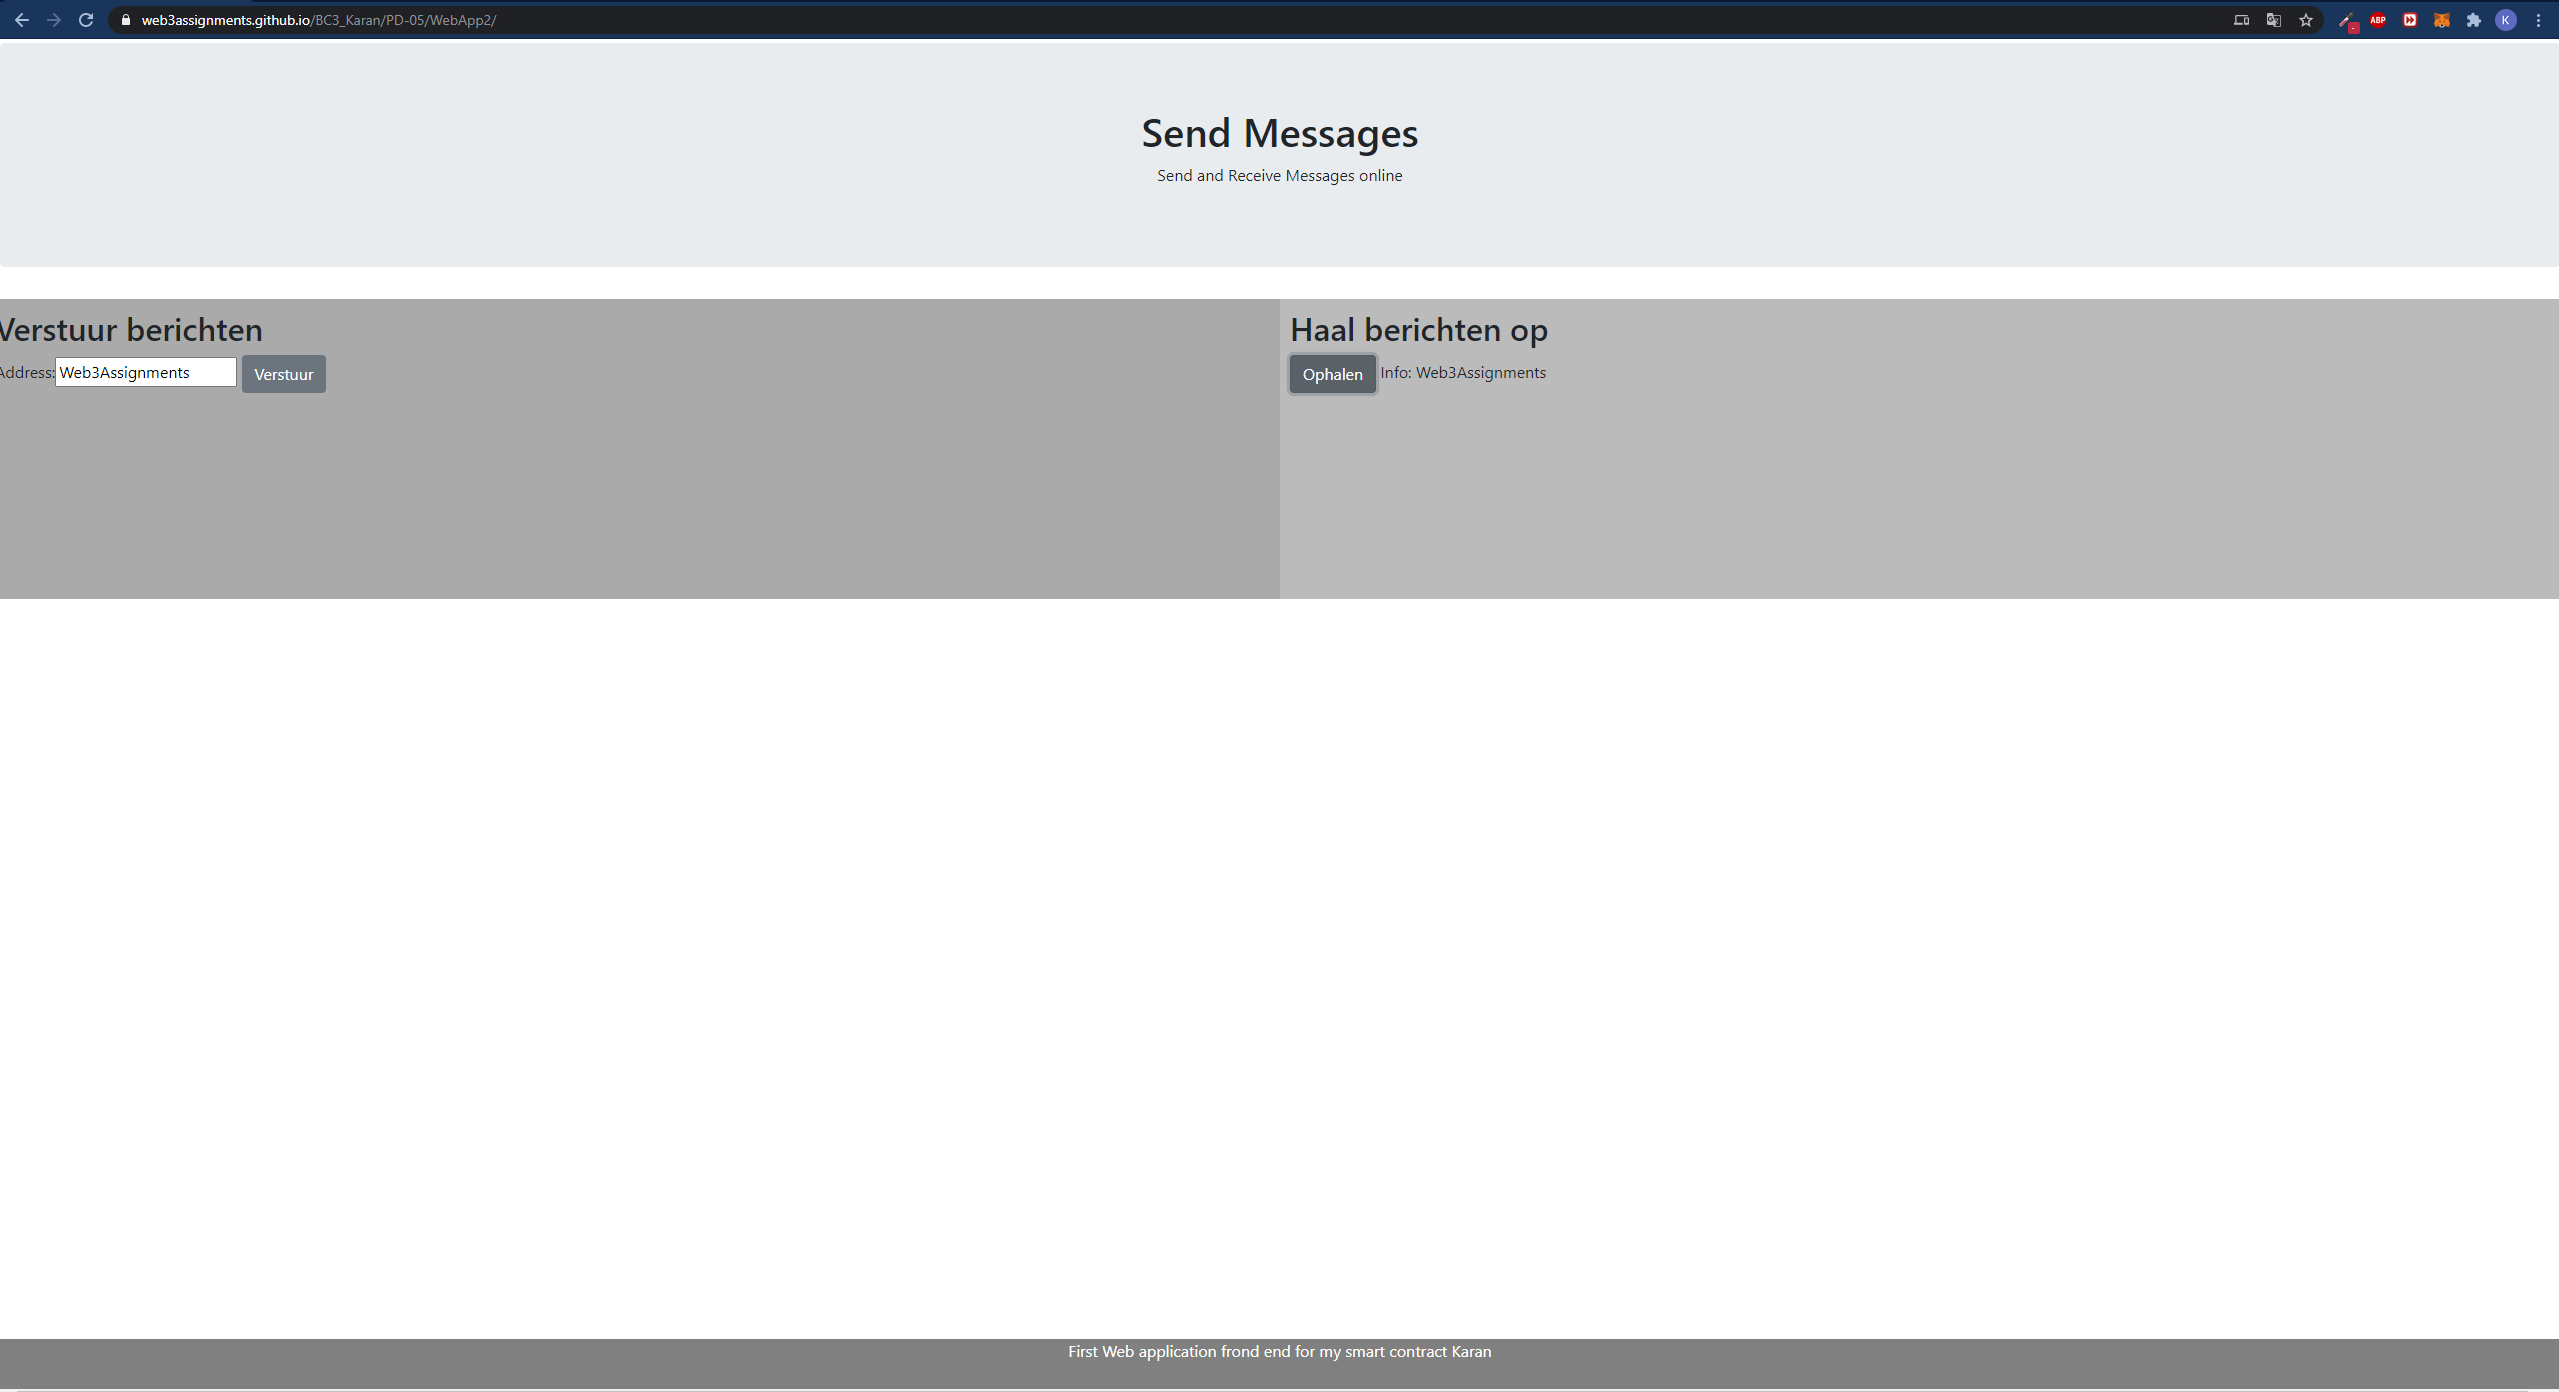 web3assignments.github.io/BC3_Karan/PD-05/WebApp2/
ABP
K
Send Messages
Send and Receive Messages online
Verstuur berichten
Address: Web3Assignments Verstuur
Haal berichten op
Ophalen Info: Web3Assignments
First Web application frond end for my smart contract Karan